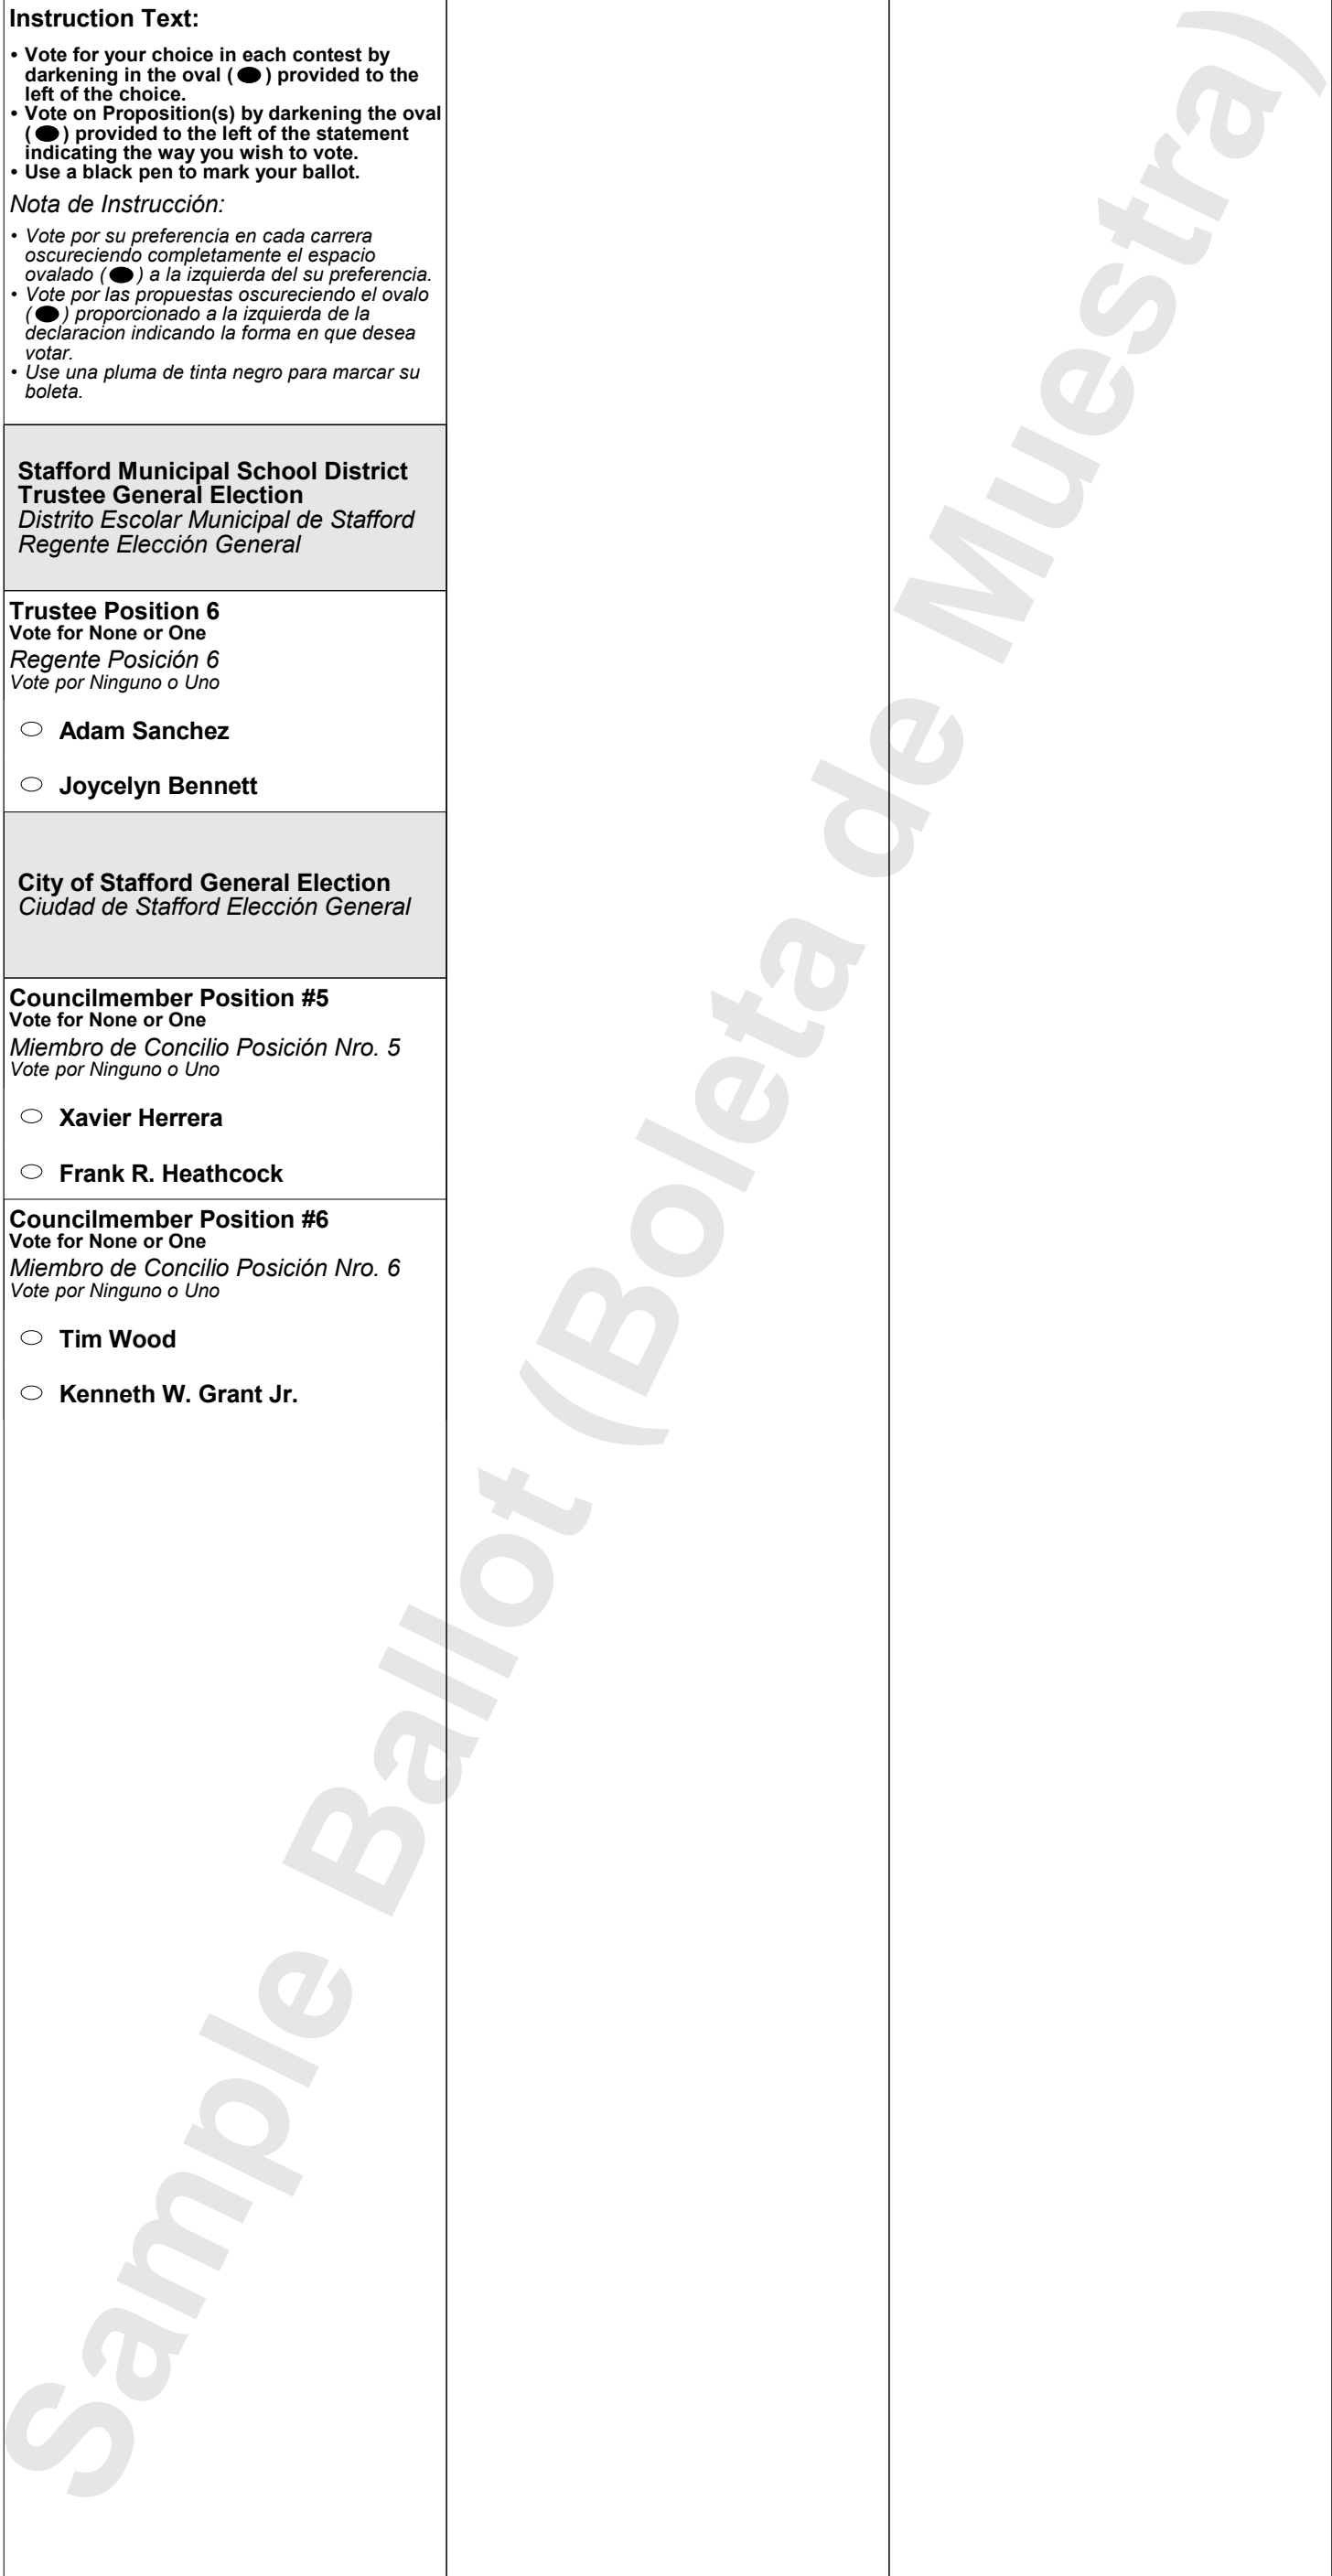 Instruction Text:
• Vote for your choice in each contest by
darkening in the oval (⬬) provided to the
left of the choice.
• Vote on Proposition(s) by darkening the oval
(⬬) provided to the left of the statement
indicating the way you wish to vote.
• Use a black pen to mark your ballot.
Nota de Instrucción:
• Vote por su preferencia en cada carrera
oscureciendo completamente el espacio
ovalado (⬬) a la izquierda del su preferencia.
• Vote por las propuestas oscureciendo el ovalo
(⬬) proporcionado a la izquierda de la
declaracion indicando la forma en que desea
votar.
• Use una pluma de tinta negro para marcar su
boleta.
Stafford Municipal School District
Trustee General Election
Distrito Escolar Municipal de Stafford
Regente Elección General
Trustee Position 6
Vote for None or One
Regente Posición 6
Vote por Ninguno o Uno
Adam Sanchez
Joycelyn Bennett
City of Stafford General Election
Ciudad de Stafford Elección General
Councilmember Position #5
Vote for None or One
Miembro de Concilio Posición Nro. 5
Vote por Ninguno o Uno
Xavier Herrera
Frank R. Heathcock
Councilmember Position #6
Vote for None or One
Miembro de Concilio Posición Nro. 6
Vote por Ninguno o Uno
Tim Wood
Kenneth W. Grant Jr.
Sample Ballot (Boleta de Muestra)